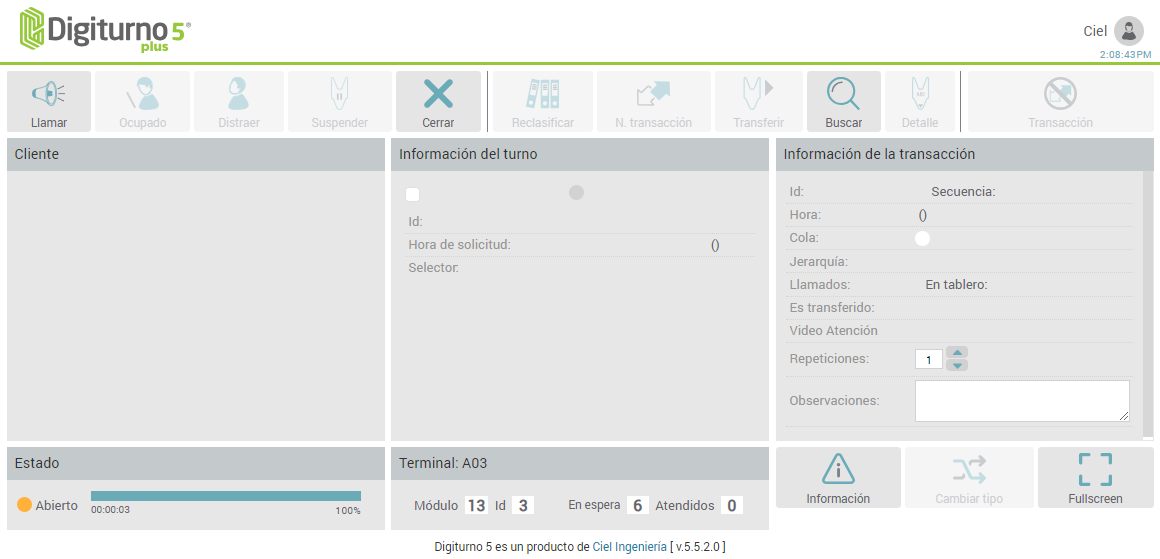 Digiturno 5®
plus
Ciel
2:08:43PM
Llamar
Ocupado
Distraer
Suspender
Cerrar
Reclasificar
N. transacción
Transferir
Buscar
ABC
Detalle
Transacción
Cliente
Información del turno
Id:
Hora de solicitud: ()
Selector:
Información de la transacción
Id: Secuencia:
Hora: ()
Cola:
Jerarquía:
Llamados: En tablero:
Es transferido:
Video Atención
Repeticiones: 1
Observaciones:
Estado
Abierto
00:00:03 100%
Terminal: A03
Módulo 13 Id 3 En espera 6 Atendidos 0
Información
Cambiar tipo
Fullscreen
Digiturno 5 es un producto de Ciel Ingeniería [ v.5.5.2.0 ]